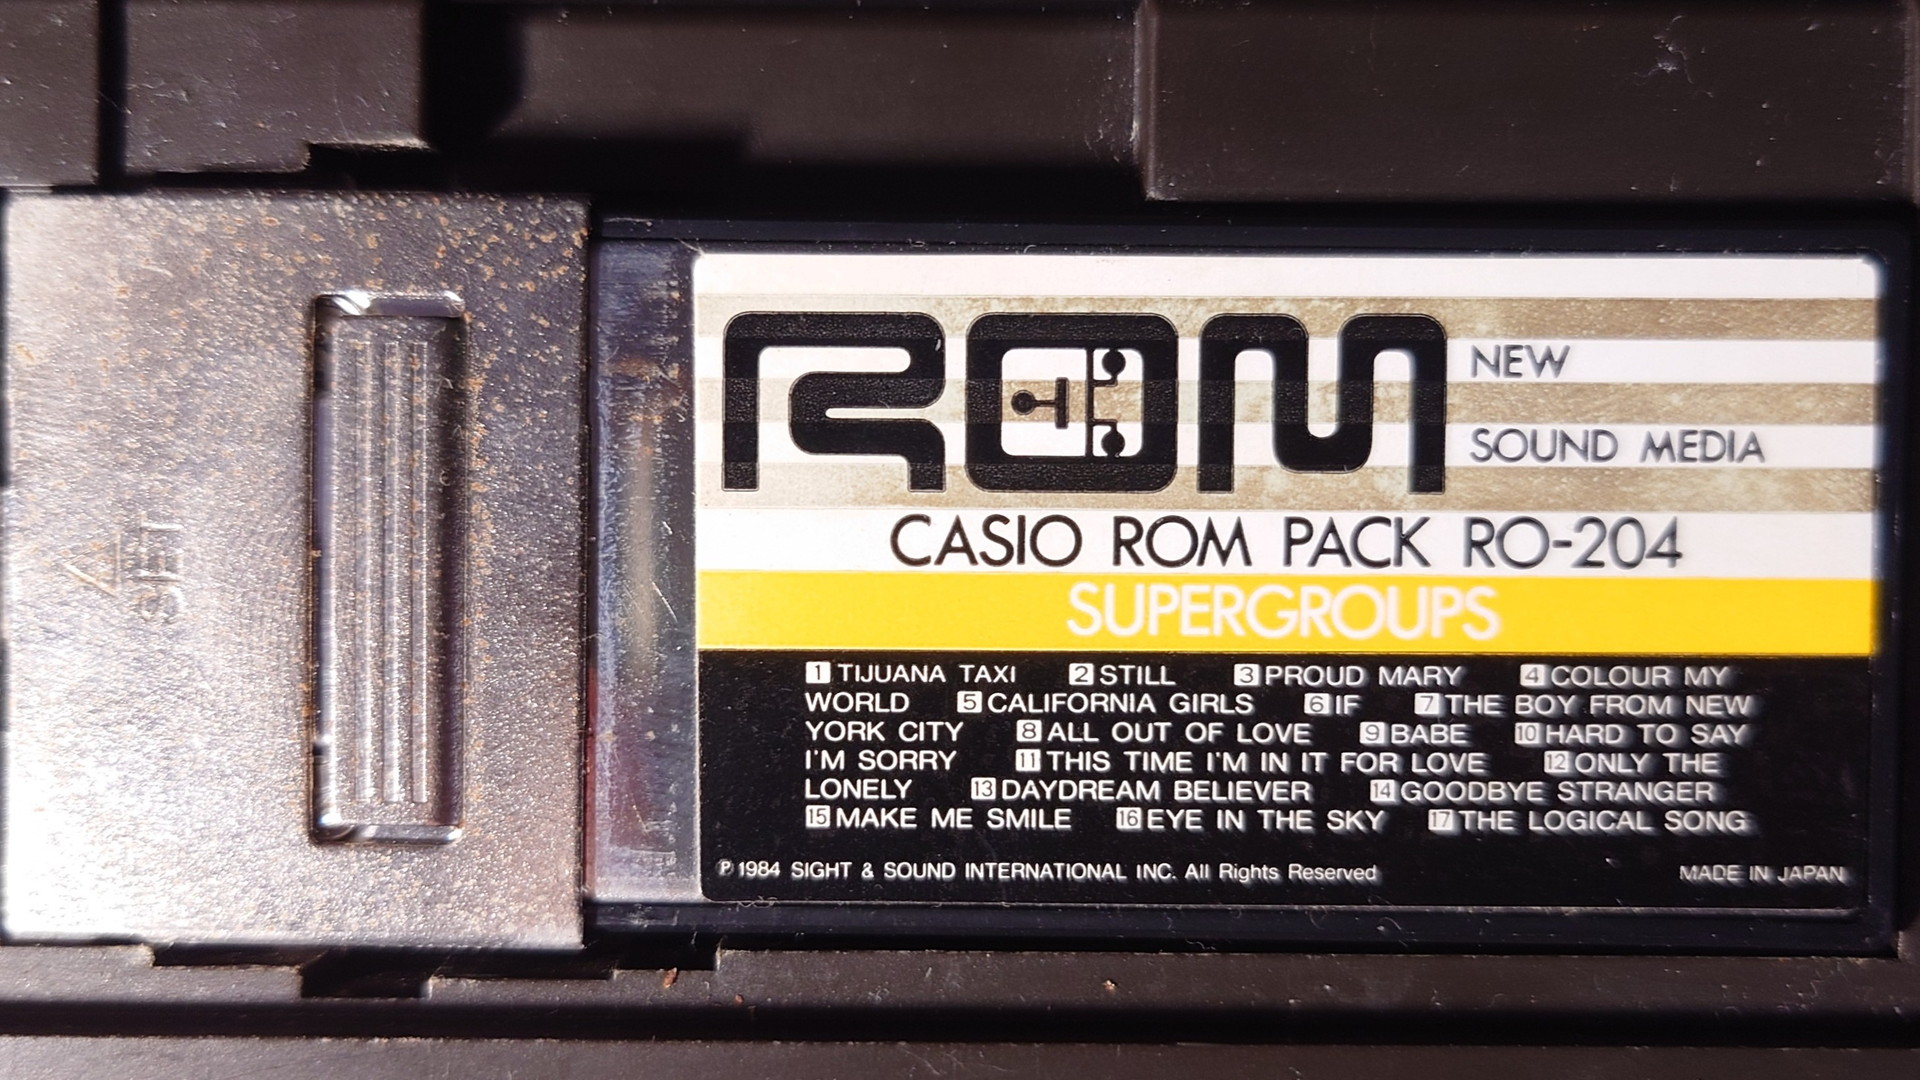 SET
ROM
NEW
SOUND MEDIA
CASIO ROM PACK RO-204
SUPERGROUPS
1 TIJUANA TAXI 2 STILL 3 PROUD MARY 4 COLOUR MY
WORLD 5 CALIFORNIA GIRLS 6 IF 7 THE BOY FROM NEW
YORK CITY 8 ALL OUT OF LOVE 9 BABE 10 HARD TO SAY
I'M SORRY 11 THIS TIME I'M IN IT FOR LOVE 12 ONLY THE
LONELY 13 DAYDREAM BELIEVER 14 GOODBYE STRANGER
15 MAKE ME SMILE 16 EYE IN THE SKY 17 THE LOGICAL SONG
℗ 1984 SIGHT & SOUND INTERNATIONAL INC. All Rights Reserved MADE IN JAPAN